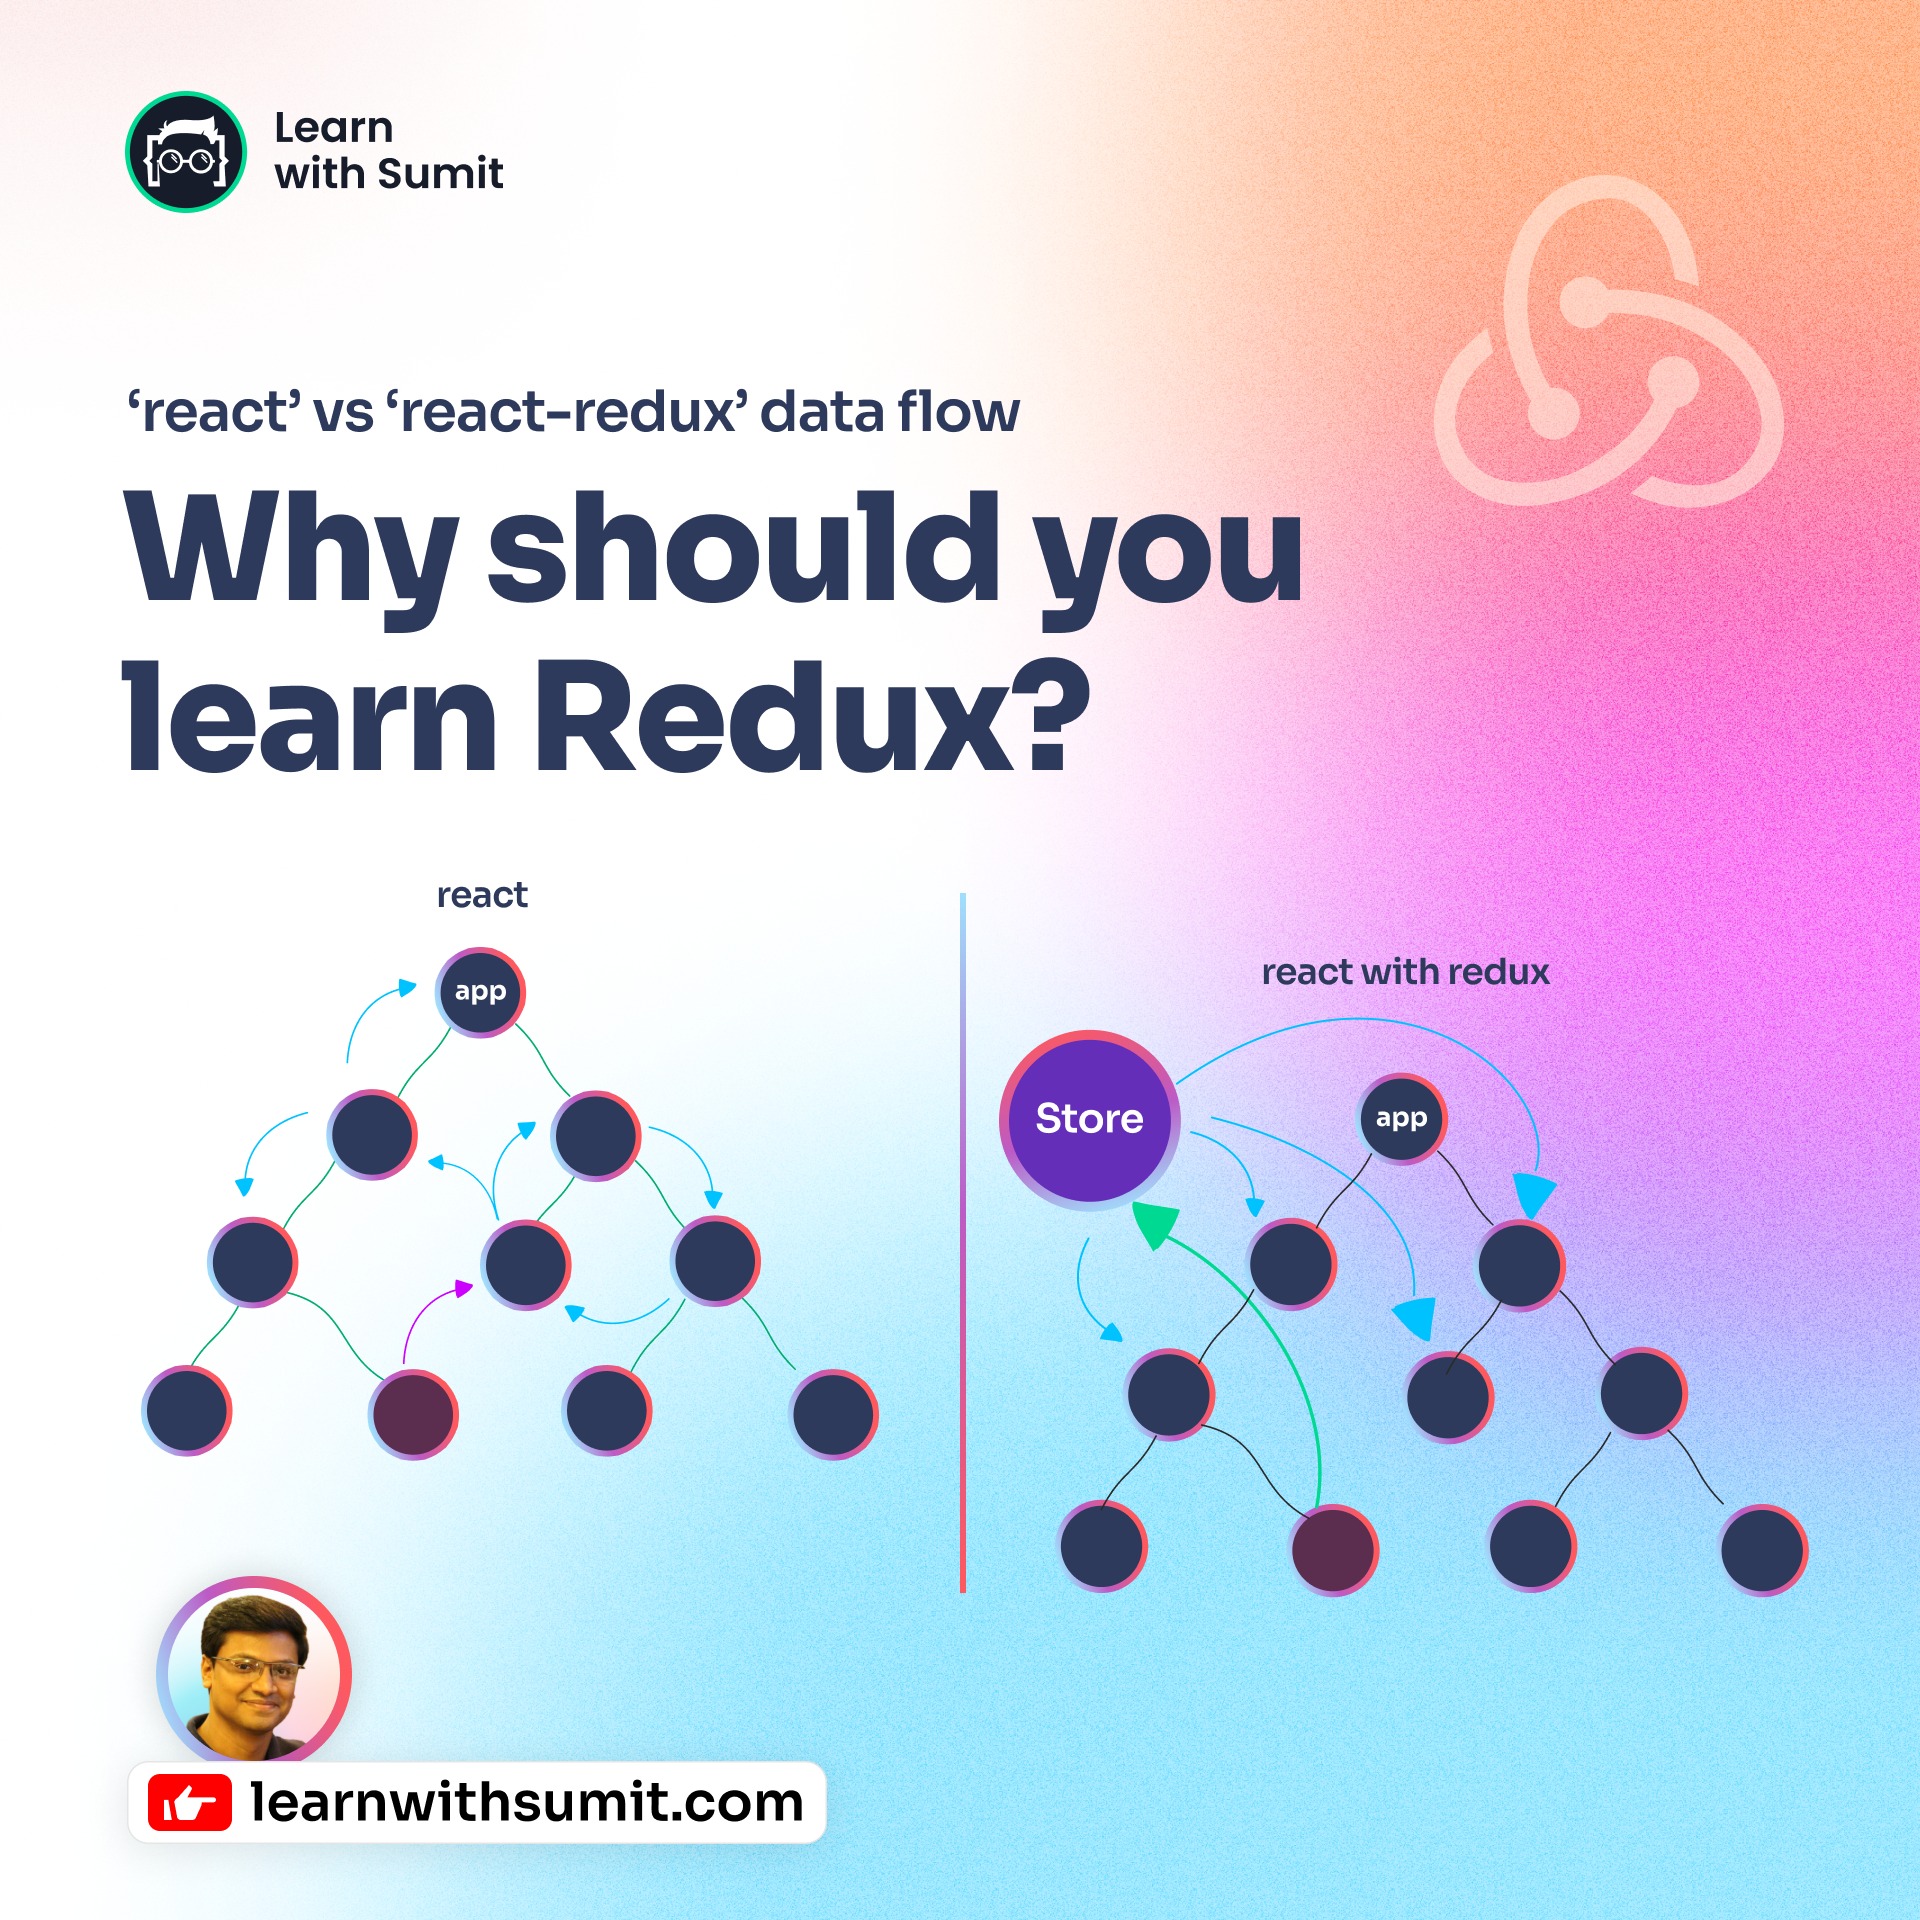 Learn
with Sumit
‘react’ vs ‘react-redux’ data flow
Why should you
learn Redux?
react
app
react with redux
Store
app
learnwithsumit.com